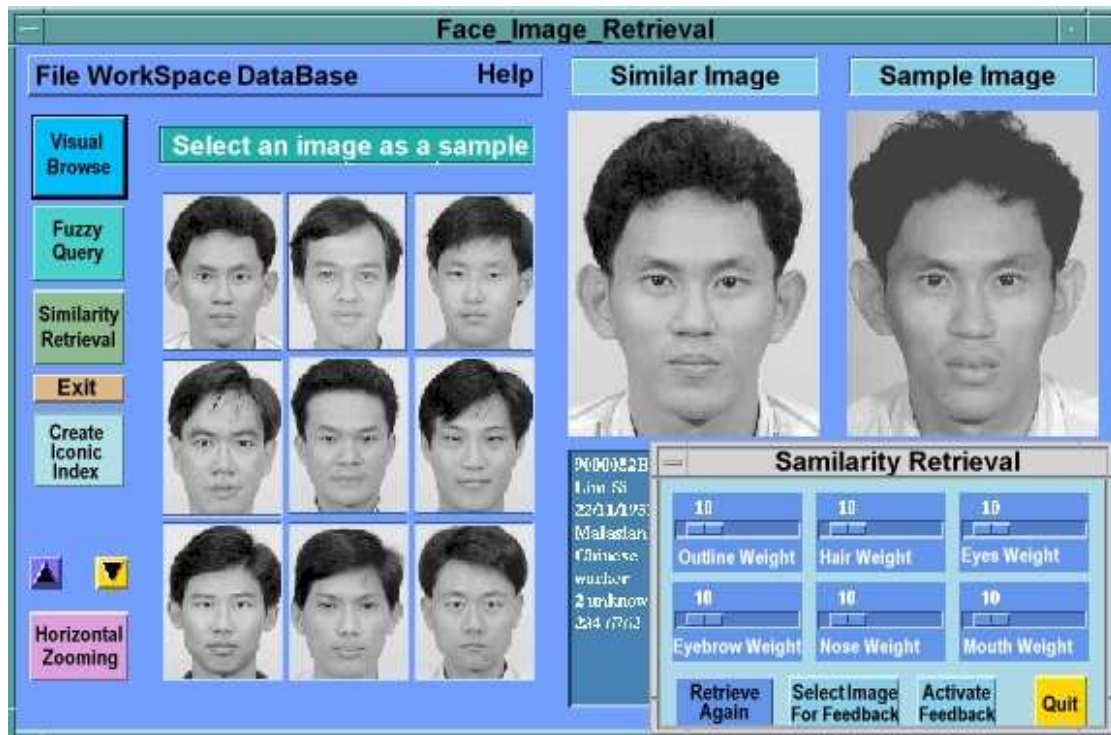 Face_Image_Retrieval
File WorkSpace DataBase Help
Similar Image
Sample Image
Visual
Browse
Select an image as a sample
Fuzzy
Query
Similarity
Retrieval
Exit
Create
Iconic
Index
Horizontal
Zooming
Chinese
worker
2 unknow
Samilarity Retrieval
10 10 10
Outline Weight Hair Weight Eyes Weight
10 10 10
Eyebrow Weight Nose Weight Mouth Weight
Retrieve
Again
Select Image
For Feedback
Activate
Feedback
Quit